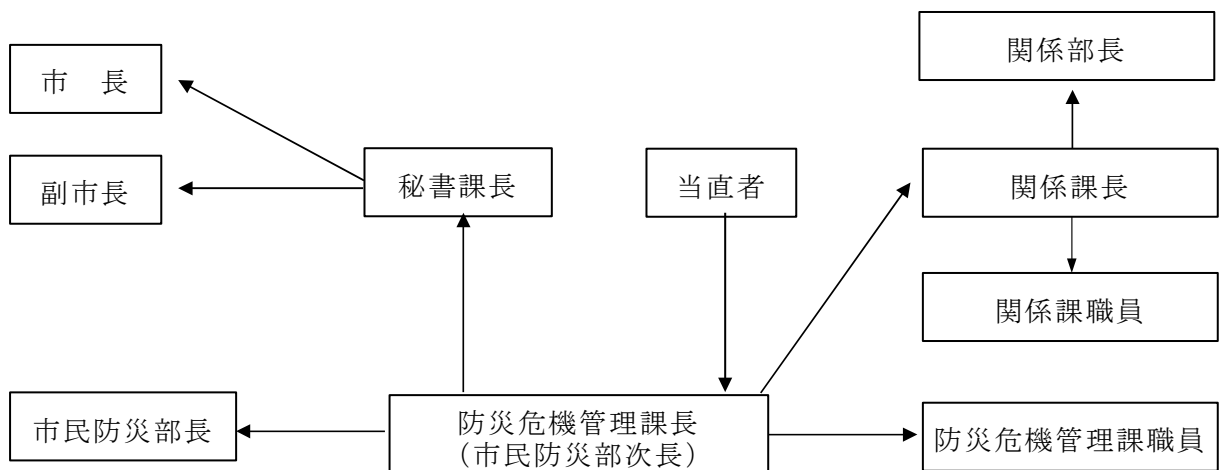 関係部長
市　長
副市長
秘書課長
当直者
関係課長
関係課職員
市民防災部長
防災危機管理課長
（市民防災部次長）
防災危機管理課職員